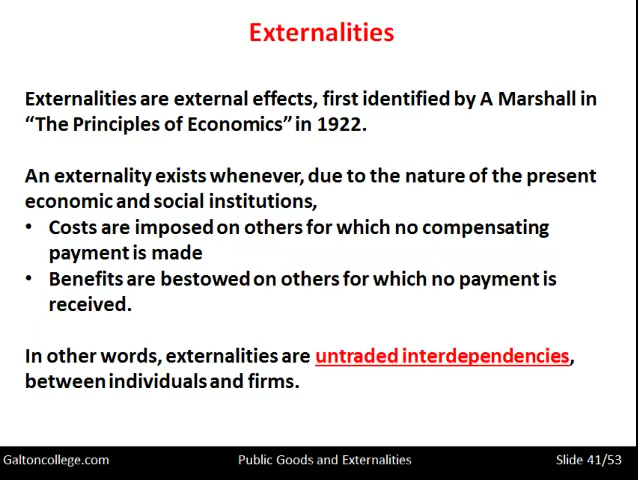 Externalities
Externalities are external effects, first identified by A Marshall in
“The Principles of Economics” in 1922.
An externality exists whenever, due to the nature of the present
economic and social institutions,
• Costs are imposed on others for which no compensating
payment is made
• Benefits are bestowed on others for which no payment is
received.
In other words, externalities are untraded interdependencies,
between individuals and firms.
Galtoncollege.com Public Goods and Externalities Slide 41/53